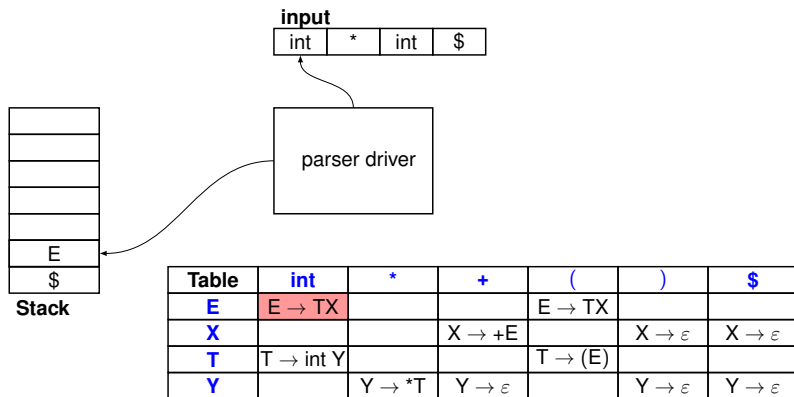 input
int * int $
parser driver
E
$
Stack
Table int * + ( ) $
E E → TX E → TX
X X → +E X → ε X → ε
T T → int Y T → (E)
Y Y → *T Y → ε Y → ε Y → ε